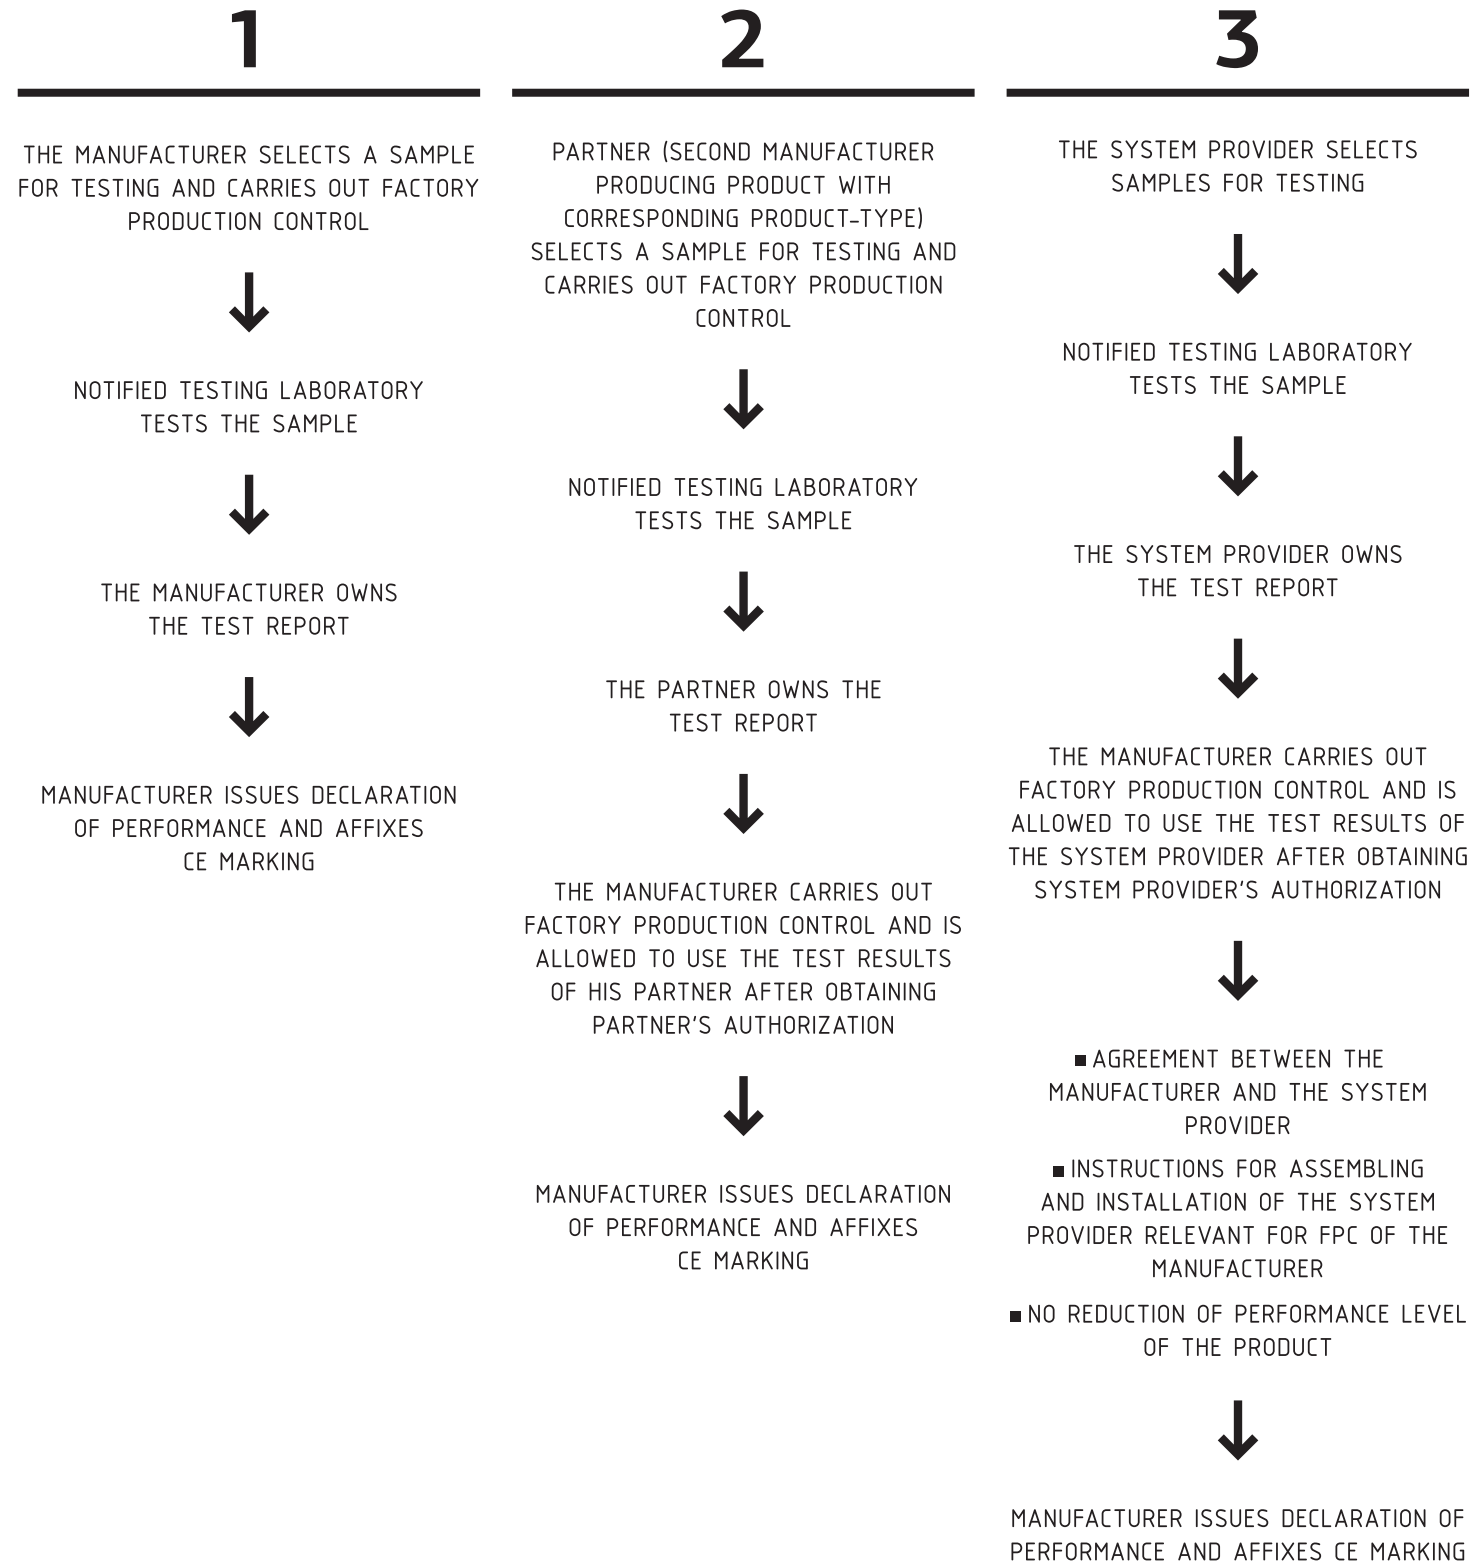 1
THE MANUFACTURER SELECTS A SAMPLE
FOR TESTING AND CARRIES OUT FACTORY
PRODUCTION CONTROL
NOTIFIED TESTING LABORATORY
TESTS THE SAMPLE
THE MANUFACTURER OWNS
THE TEST REPORT
MANUFACTURER ISSUES DECLARATION
OF PERFORMANCE AND AFFIXES
CE MARKING
2
PARTNER (SECOND MANUFACTURER
PRODUCING PRODUCT WITH
CORRESPONDING PRODUCT-TYPE)
SELECTS A SAMPLE FOR TESTING AND
CARRIES OUT FACTORY PRODUCTION
CONTROL
NOTIFIED TESTING LABORATORY
TESTS THE SAMPLE
THE PARTNER OWNS THE
TEST REPORT
THE MANUFACTURER CARRIES OUT
FACTORY PRODUCTION CONTROL AND IS
ALLOWED TO USE THE TEST RESULTS
OF HIS PARTNER AFTER OBTAINING
PARTNER'S AUTHORIZATION
MANUFACTURER ISSUES DECLARATION
OF PERFORMANCE AND AFFIXES
CE MARKING
3
THE SYSTEM PROVIDER SELECTS
SAMPLES FOR TESTING
NOTIFIED TESTING LABORATORY
TESTS THE SAMPLE
THE SYSTEM PROVIDER OWNS
THE TEST REPORT
THE MANUFACTURER CARRIES OUT
FACTORY PRODUCTION CONTROL AND IS
ALLOWED TO USE THE TEST RESULTS OF
THE SYSTEM PROVIDER AFTER OBTAINING
SYSTEM PROVIDER'S AUTHORIZATION
■ AGREEMENT BETWEEN THE
MANUFACTURER AND THE SYSTEM
PROVIDER
■ INSTRUCTIONS FOR ASSEMBLING
AND INSTALLATION OF THE SYSTEM
PROVIDER RELEVANT FOR FPC OF THE
MANUFACTURER
■ NO REDUCTION OF PERFORMANCE LEVEL
OF THE PRODUCT
MANUFACTURER ISSUES DECLARATION OF
PERFORMANCE AND AFFIXES CE MARKING